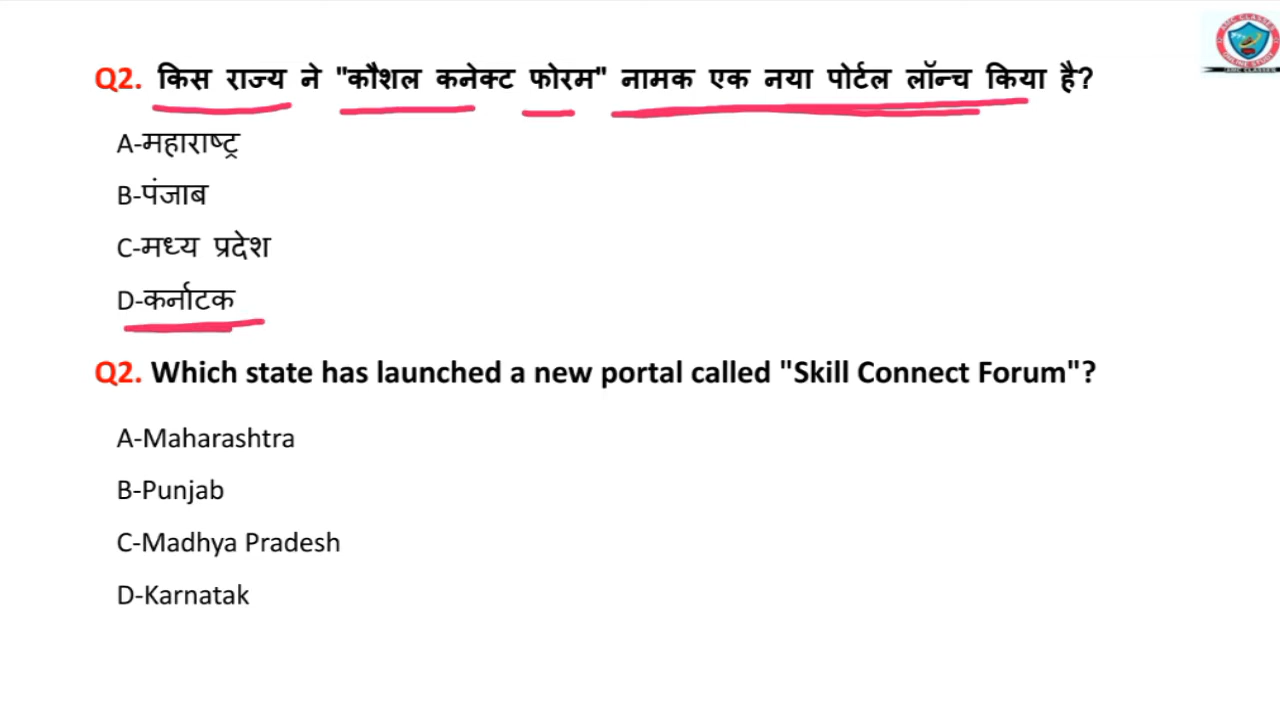 Q2. किस राज्य ने "कौशल कनेक्ट फोरम" नामक एक नया पोर्टल लॉन्च किया है?
A-महाराष्ट्र
B-पंजाब
C-मध्य प्रदेश
D-कर्नाटक
Q2. Which state has launched a new portal called "Skill Connect Forum"?
A-Maharashtra
B-Punjab
C-Madhya Pradesh
D-Karnatak